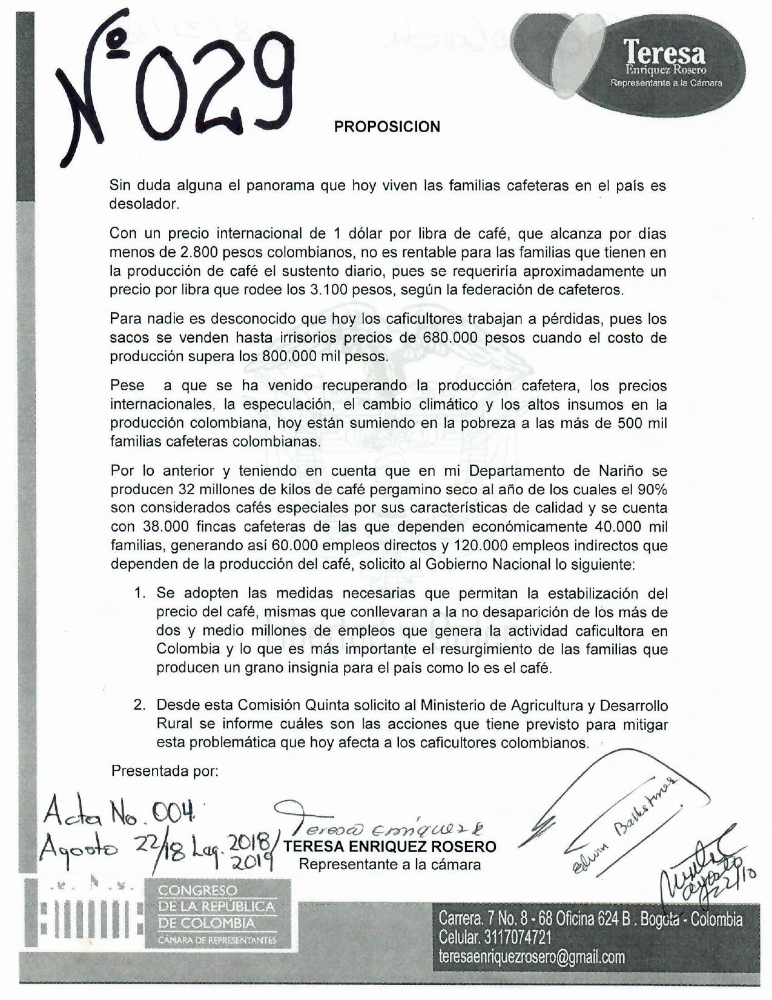 Nº 029
Teresa
Enríquez Rosero
Representante a la Cámara
PROPOSICION
Sin duda alguna el panorama que hoy viven las familias cafeteras en el país es
desolador.
Con un precio internacional de 1 dólar por libra de café, que alcanza por días
menos de 2.800 pesos colombianos, no es rentable para las familias que tienen en
la producción de café el sustento diario, pues se requeriría aproximadamente un
precio por libra que rodee los 3.100 pesos, según la federación de cafeteros.
Para nadie es desconocido que hoy los caficultores trabajan a pérdidas, pues los
sacos se venden hasta irrisorios precios de 680.000 pesos cuando el costo de
producción supera los 800.000 mil pesos.
Pese a que se ha venido recuperando la producción cafetera, los precios
internacionales, la especulación, el cambio climático y los altos insumos en la
producción colombiana, hoy están sumiendo en la pobreza a las más de 500 mil
familias cafeteras colombianas.
Por lo anterior y teniendo en cuenta que en mi Departamento de Nariño se
producen 32 millones de kilos de café pergamino seco al año de los cuales el 90%
son considerados cafés especiales por sus características de calidad y se cuenta
con 38.000 fincas cafeteras de las que dependen económicamente 40.000 mil
familias, generando así 60.000 empleos directos y 120.000 empleos indirectos que
dependen de la producción del café, solicito al Gobierno Nacional lo siguiente:
1. Se adopten las medidas necesarias que permitan la estabilización del
precio del café, mismas que conllevaran a la no desaparición de los más de
dos y medio millones de empleos que genera la actividad caficultora en
Colombia y lo que es más importante el resurgimiento de las familias que
producen un grano insignia para el país como lo es el café.
Libertad y Orden
2. Desde esta Comisión Quinta solicito al Ministerio de Agricultura y Desarrollo
Rural se informe cuáles son las acciones que tiene previsto para mitigar
esta problemática que hoy afecta a los caficultores colombianos.
Presentada por:
Acta No. 004
Agosto 22/18 Lag. 2018/
2019
Teresa Enríquez R
TERESA ENRIQUEZ ROSERO
Representante a la cámara
Edwin Ballesteros
agosto
22/10
CONGRESO
DE LA REPÚBLICA
DE COLOMBIA
CÁMARA DE REPRESENTANTES
Carrera. 7 No. 8 - 68 Oficina 624 B . Bogotá - Colombia
Celular. 3117074721
teresaenriquezrosero@gmail.com